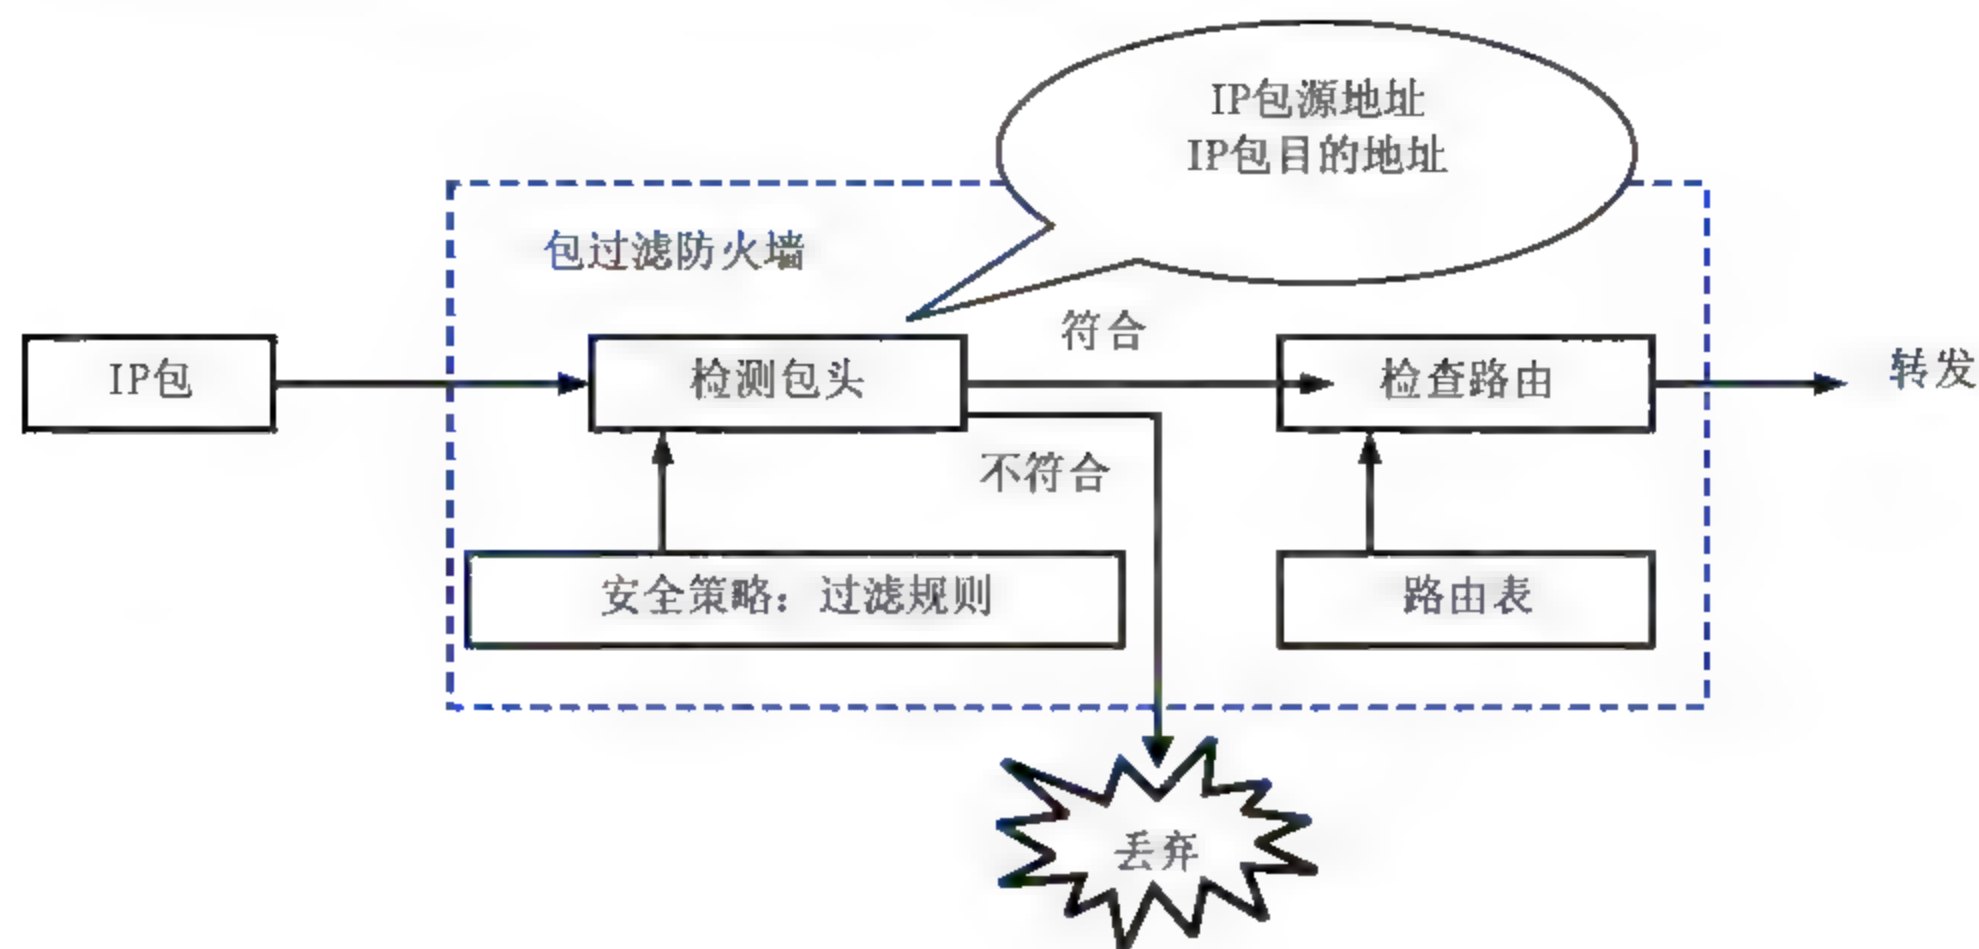 IP包源地址
IP包目的地址
包过滤防火墙
符合
IP包
检测包头
检查路由
转发
不符合
安全策略：过滤规则
路由表
丢弃